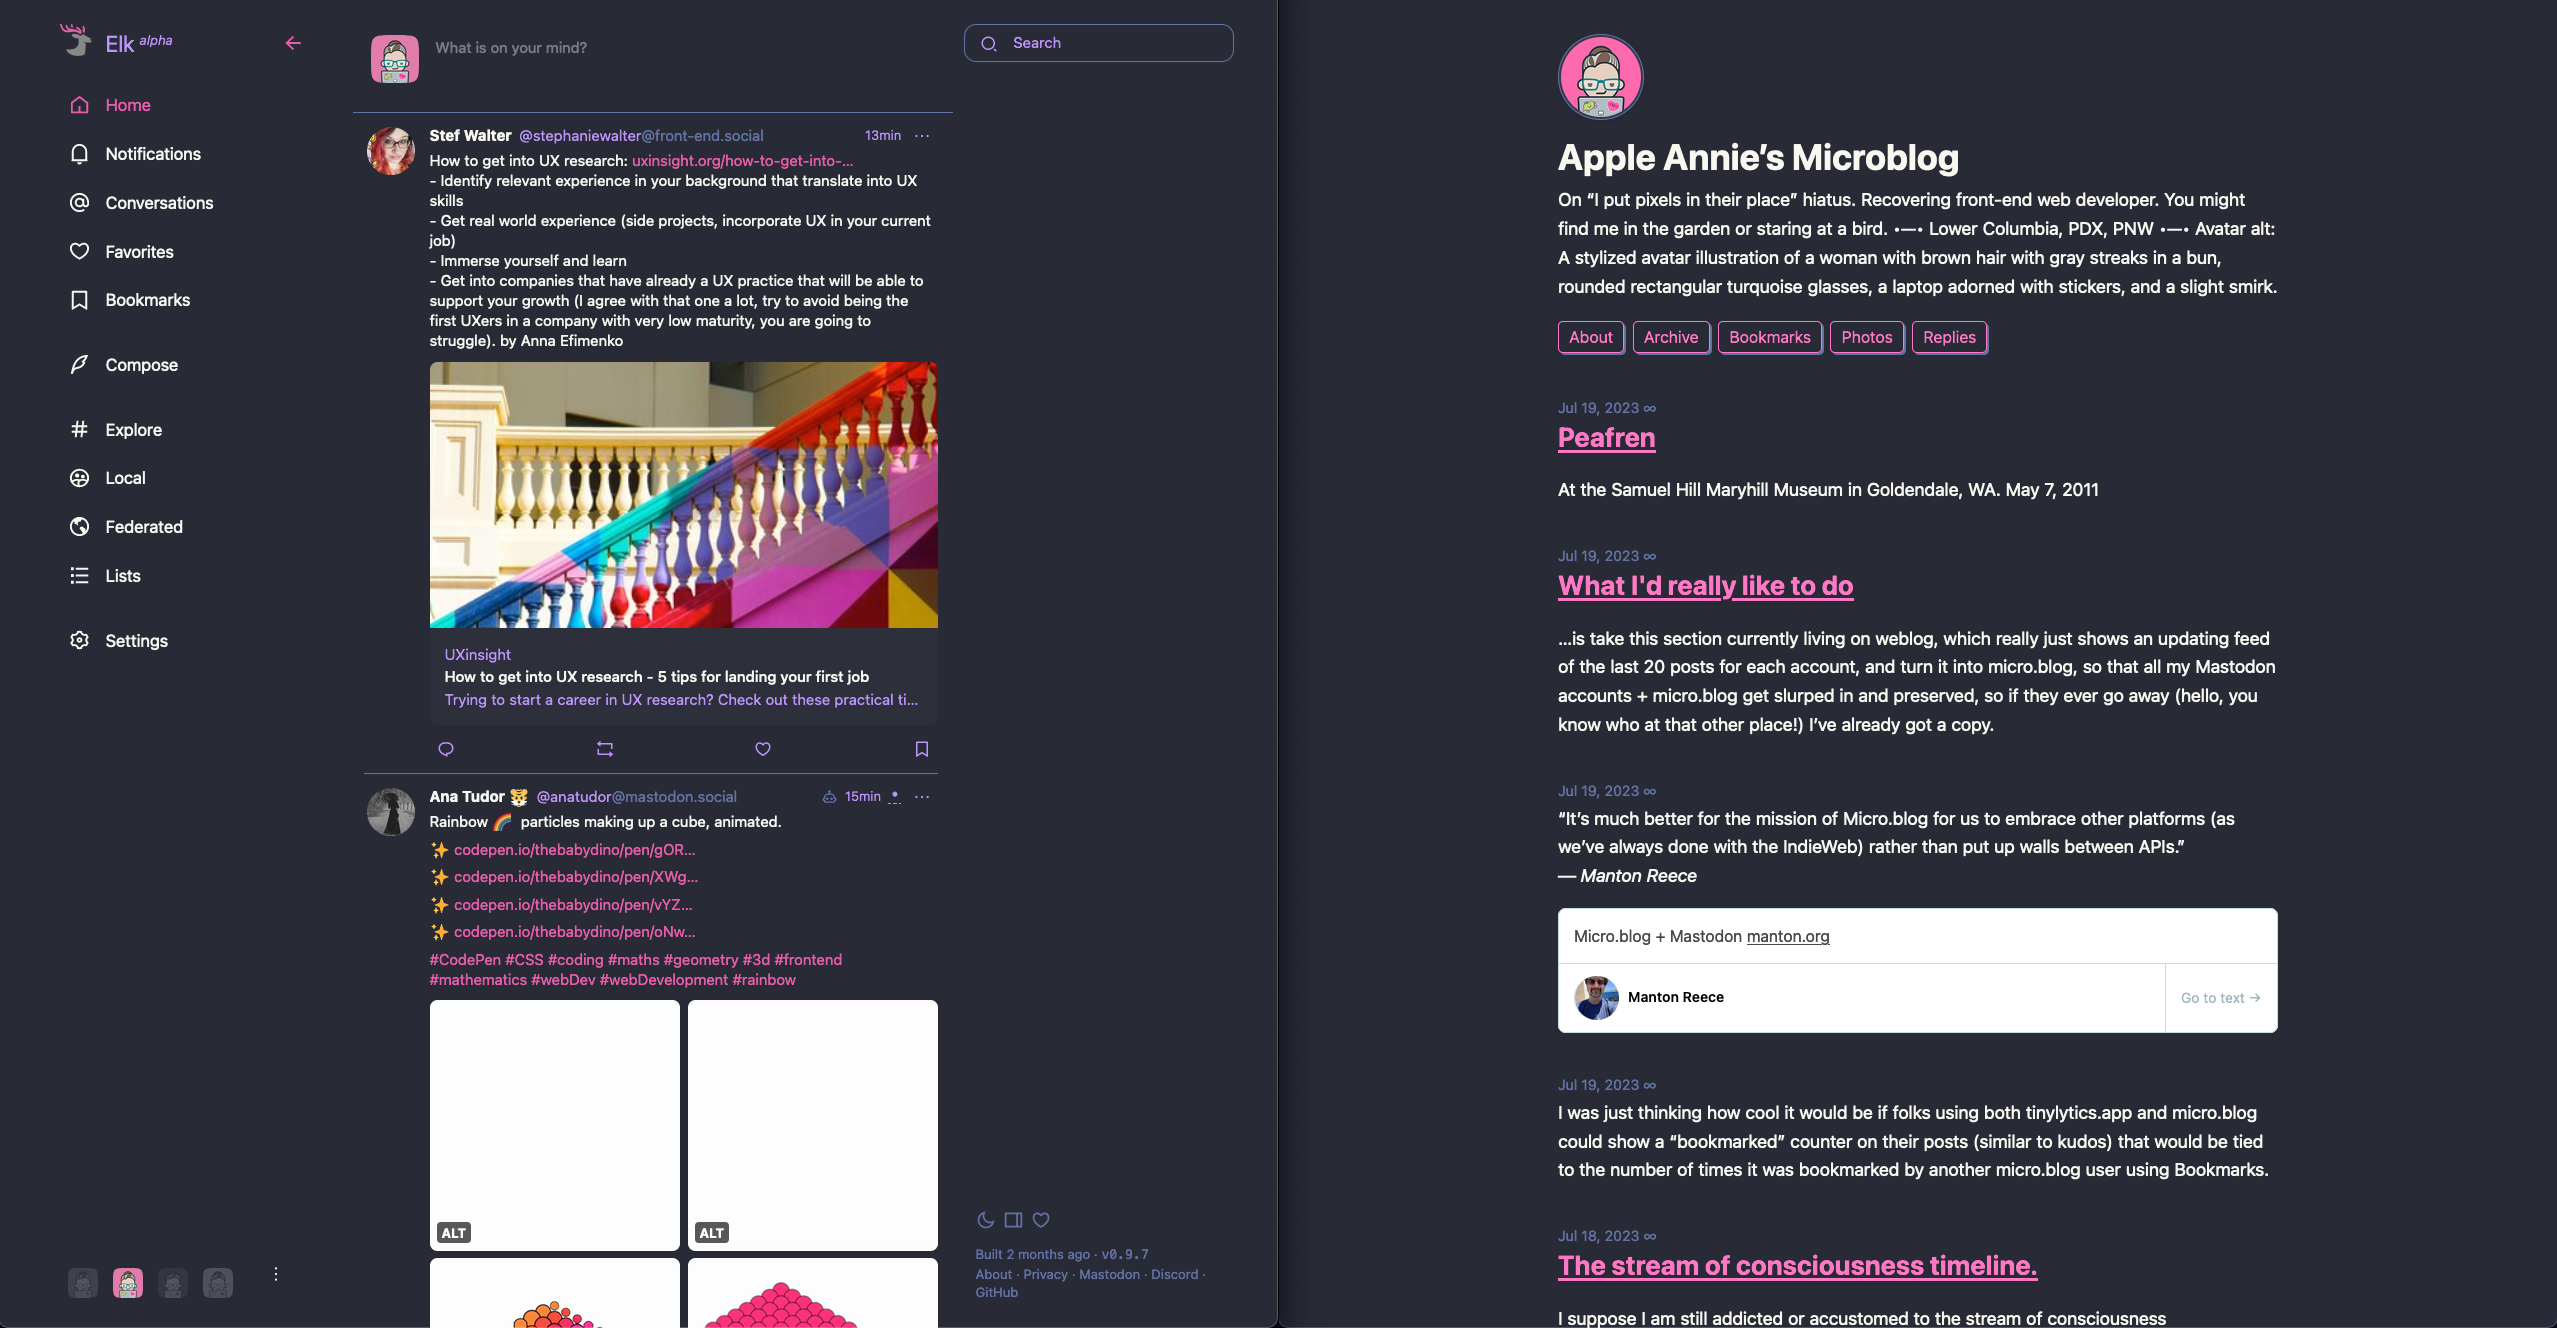 Elk alpha
Home
Notifications
Conversations
Favorites
Bookmarks
Compose
Explore
Local
Federated
Lists
Settings
What is on your mind?
Stef Walter @stephaniewalter@front-end.social 13min
How to get into UX research: uxinsight.org/how-to-get-into-...
- Identify relevant experience in your background that translate into UX
skills
- Get real world experience (side projects, incorporate UX in your current
job)
- Immerse yourself and learn
- Get into companies that have already a UX practice that will be able to
support your growth (I agree with that one a lot, try to avoid being the
first UXers in a company with very low maturity, you are going to
struggle). by Anna Efimenko
UXinsight
How to get into UX research - 5 tips for landing your first job
Trying to start a career in UX research? Check out these practical ti...
Ana Tudor 🐯 @anatudor@mastodon.social 15min
Rainbow 🌈 particles making up a cube, animated.
✨ codepen.io/thebabydino/pen/gOR...
✨ codepen.io/thebabydino/pen/XWg...
✨ codepen.io/thebabydino/pen/vYZ...
✨ codepen.io/thebabydino/pen/oNw...
#CodePen #CSS #coding #maths #geometry #3d #frontend
#mathematics #webDev #webDevelopment #rainbow
ALT
ALT
Search
Built 2 months ago · v0.9.7
About · Privacy · Mastodon · Discord ·
GitHub
Apple Annie’s Microblog
On “I put pixels in their place” hiatus. Recovering front-end web developer. You might
find me in the garden or staring at a bird. •—• Lower Columbia, PDX, PNW •—• Avatar alt:
A stylized avatar illustration of a woman with brown hair with gray streaks in a bun,
rounded rectangular turquoise glasses, a laptop adorned with stickers, and a slight smirk.
About Archive Bookmarks Photos Replies
Jul 19, 2023 ∞
Peafren
At the Samuel Hill Maryhill Museum in Goldendale, WA. May 7, 2011
Jul 19, 2023 ∞
What I'd really like to do
…is take this section currently living on weblog, which really just shows an updating feed
of the last 20 posts for each account, and turn it into micro.blog, so that all my Mastodon
accounts + micro.blog get slurped in and preserved, so if they ever go away (hello, you
know who at that other place!) I’ve already got a copy.
Jul 19, 2023 ∞
“It’s much better for the mission of Micro.blog for us to embrace other platforms (as
we’ve always done with the IndieWeb) rather than put up walls between APIs.”
— Manton Reece
Micro.blog + Mastodon manton.org
Manton Reece
Go to text →
Jul 19, 2023 ∞
I was just thinking how cool it would be if folks using both tinylytics.app and micro.blog
could show a “bookmarked” counter on their posts (similar to kudos) that would be tied
to the number of times it was bookmarked by another micro.blog user using Bookmarks.
Jul 18, 2023 ∞
The stream of consciousness timeline.
I suppose I am still addicted or accustomed to the stream of consciousness